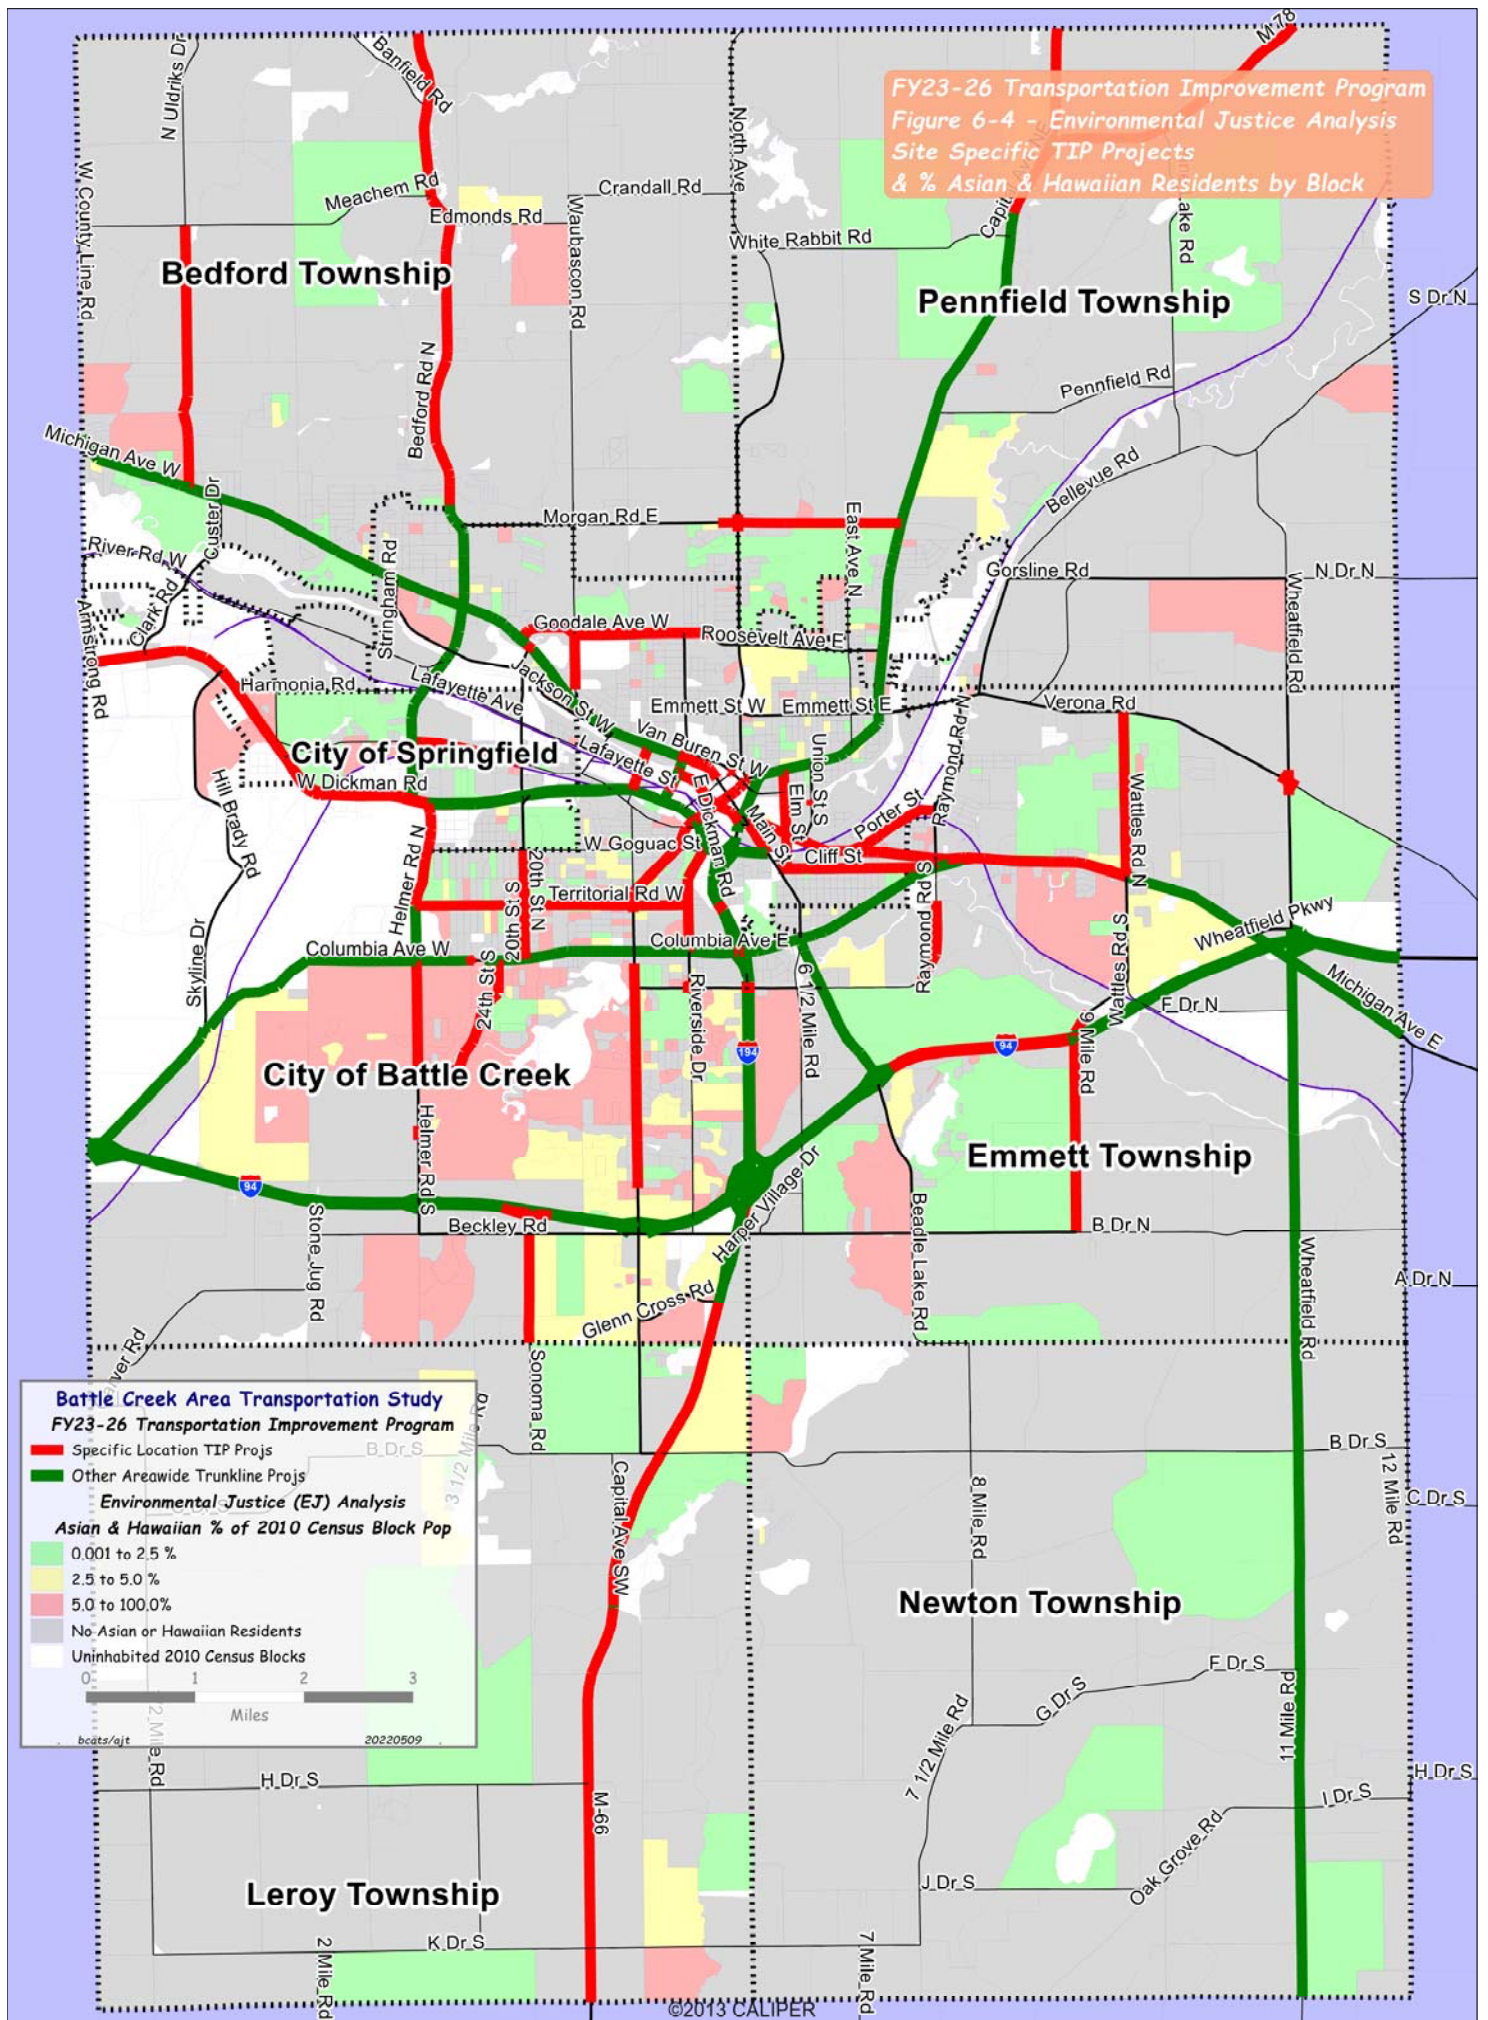 M-78
FY23-26 Transportation Improvement Program
Figure 6-4 - Environmental Justice Analysis
Site Specific TIP Projects
& % Asian & Hawaiian Residents by Block
N Uldriks Dr
Banfield Rd
North Ave
W County Line Rd
Meachem Rd
Crandall Rd
Edmonds Rd
Waubascon Rd
White Rabbit Rd
Bedford Township
Pennfield Township
S Dr N
Bedford Rd N
Pennfield Rd
Michigan Ave W
Bellevue Rd
Custer Dr
Morgan Rd E
East Ave N
River Rd W
Stringham Rd
Gorsline Rd
N Dr N
Clark Rd
Armstrong Rd
Goodale Ave W
Roosevelt Ave E
Wheatfield Rd
Harmonia Rd
Lafayette Ave
Jackson St W
Emmett St W
Emmett St E
Verona Rd
Raymond Rd N
City of Springfield
Van Buren St W
Lafayette St
Union St S
W Dickman Rd
E Dickman Rd
Elm St
Main St
Porter St
Wattles Rd N
Hill Brady Rd
Helmer Rd N
W Goguac St
Cliff St
20th St N
20th St S
Territorial Rd W
Raymond Rd S
Columbia Ave W
Columbia Ave E
Wheatfield Pkwy
Wattles Rd S
Skyline Dr
24th St S
Riverside Dr
6 1/2 Mile Rd
F Dr N
Michigan Ave E
194
94
9 Mile Rd
City of Battle Creek
Helmer Rd S
Emmett Township
94
Harper Village Dr
Stone Jug Rd
Beckley Rd
Beadle Lake Rd
B Dr N
Wheatfield Rd
A Dr N
Glenn Cross Rd
Sonoma Rd
Battle Creek Area Transportation Study
FY23-26 Transportation Improvement Program
Specific Location TIP Projs
Other Areawide Trunkline Projs
Environmental Justice (EJ) Analysis
Asian & Hawaiian % of 2010 Census Block Pop
0.001 to 2.5 %
2.5 to 5.0 %
5.0 to 100.0%
No Asian or Hawaiian Residents
Uninhabited 2010 Census Blocks
0 1 2 3
Miles
bcats/ajt 20220509
B Dr S
3 1/2 Mile Rd
B Dr S
12 Mile Rd
C Dr S
Capital Ave SW
8 Mile Rd
Newton Township
F Dr S
G Dr S
7 1/2 Mile Rd
11 Mile Rd
H Dr S
H Dr S
I Dr S
M-66
Oak Grove Rd
J Dr S
Leroy Township
K Dr S
2 Mile Rd
7 Mile Rd
©2013 CALIPER